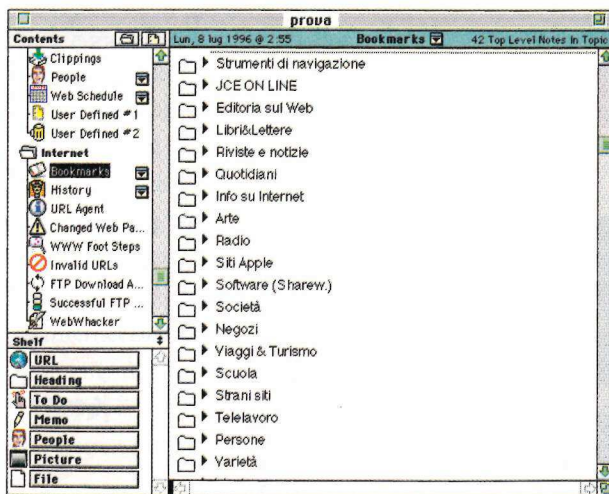 prova
Contents
Lun, 8 lug 1996 @ 2:55
Bookmarks
42 Top Level Notes In Topic
Clippings
People
Web Schedule
User Defined #1
User Defined #2
Internet
Bookmarks
History
URL Agent
Changed Web Pa...
WWW Foot Steps
Invalid URLs
FTP Download A...
Successful FTP ...
WebWhacker
Shelf
URL
Heading
To Do
Memo
People
Picture
File
Strumenti di navigazione
JCE ON LINE
Editoria sul Web
Libri&Lettere
Riviste e notizie
Quotidiani
Info su Internet
Arte
Radio
Siti Apple
Software (Sharew.)
Società
Negozi
Viaggi & Turismo
Scuola
Strani siti
Telelavoro
Persone
Varietà